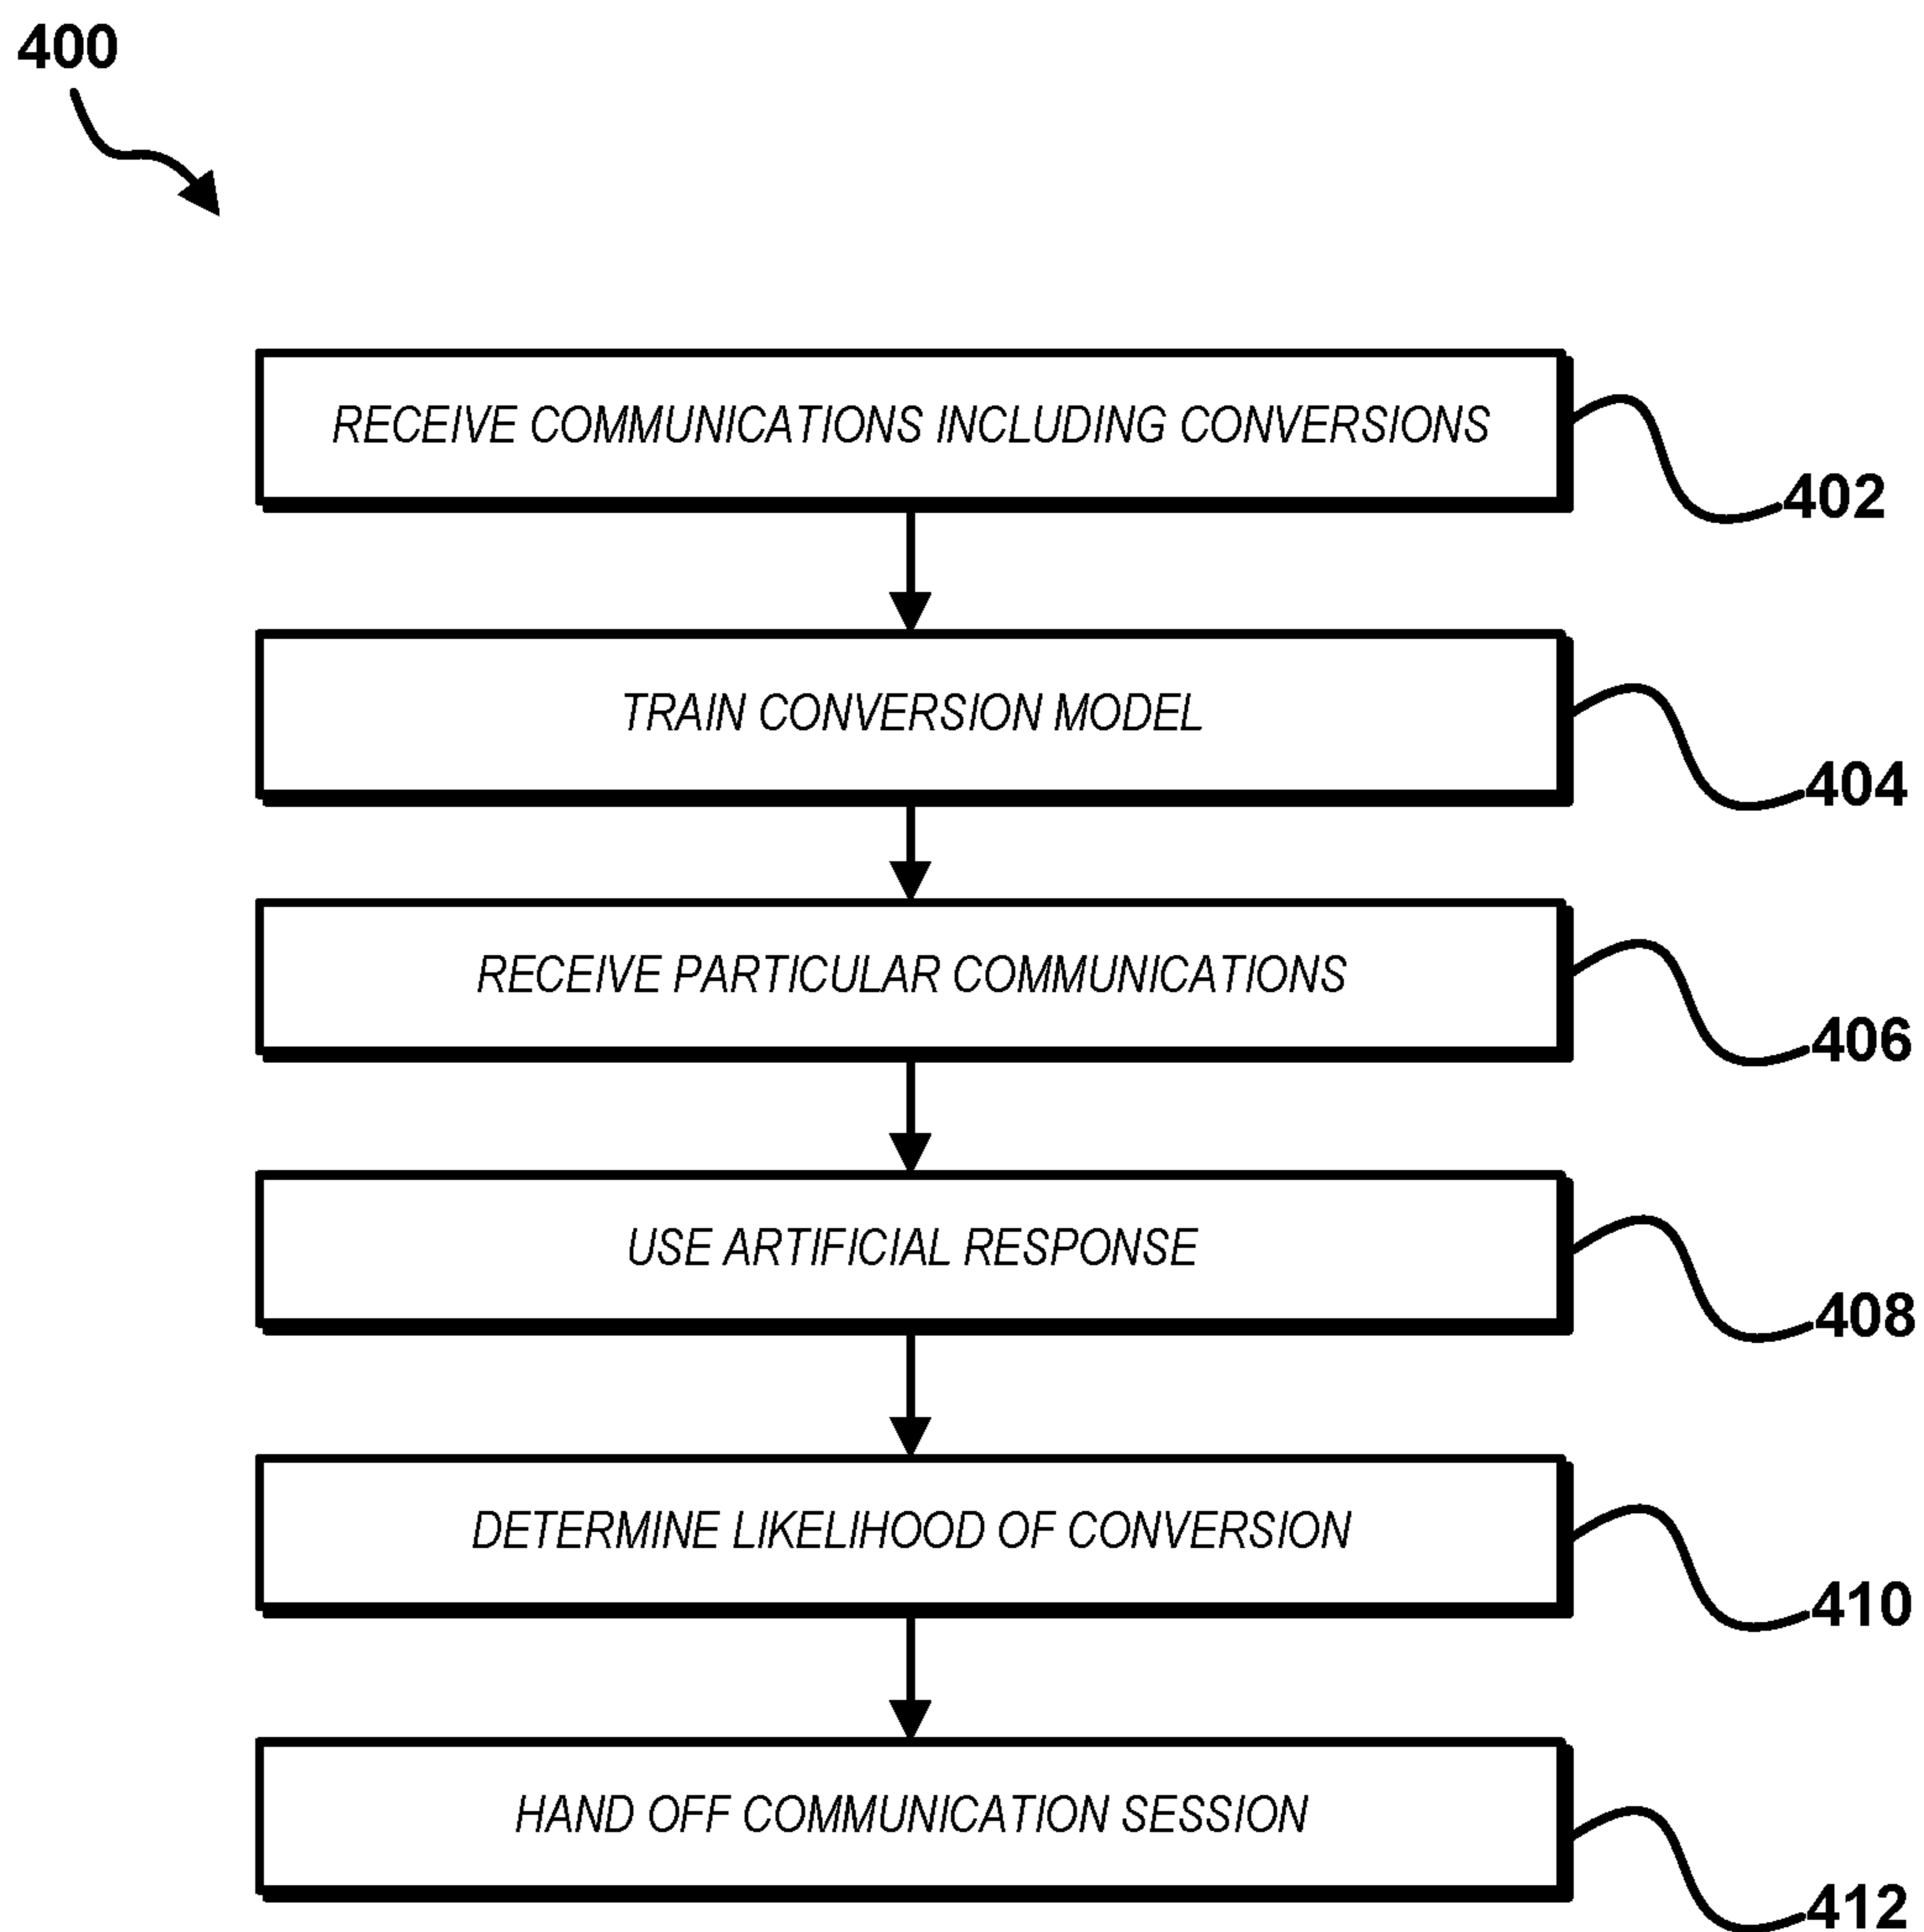 400
RECEIVE COMMUNICATIONS INCLUDING CONVERSIONS
402
TRAIN CONVERSION MODEL
404
RECEIVE PARTICULAR COMMUNICATIONS
406
USE ARTIFICIAL RESPONSE
408
DETERMINE LIKELIHOOD OF CONVERSION
410
HAND OFF COMMUNICATION SESSION
412